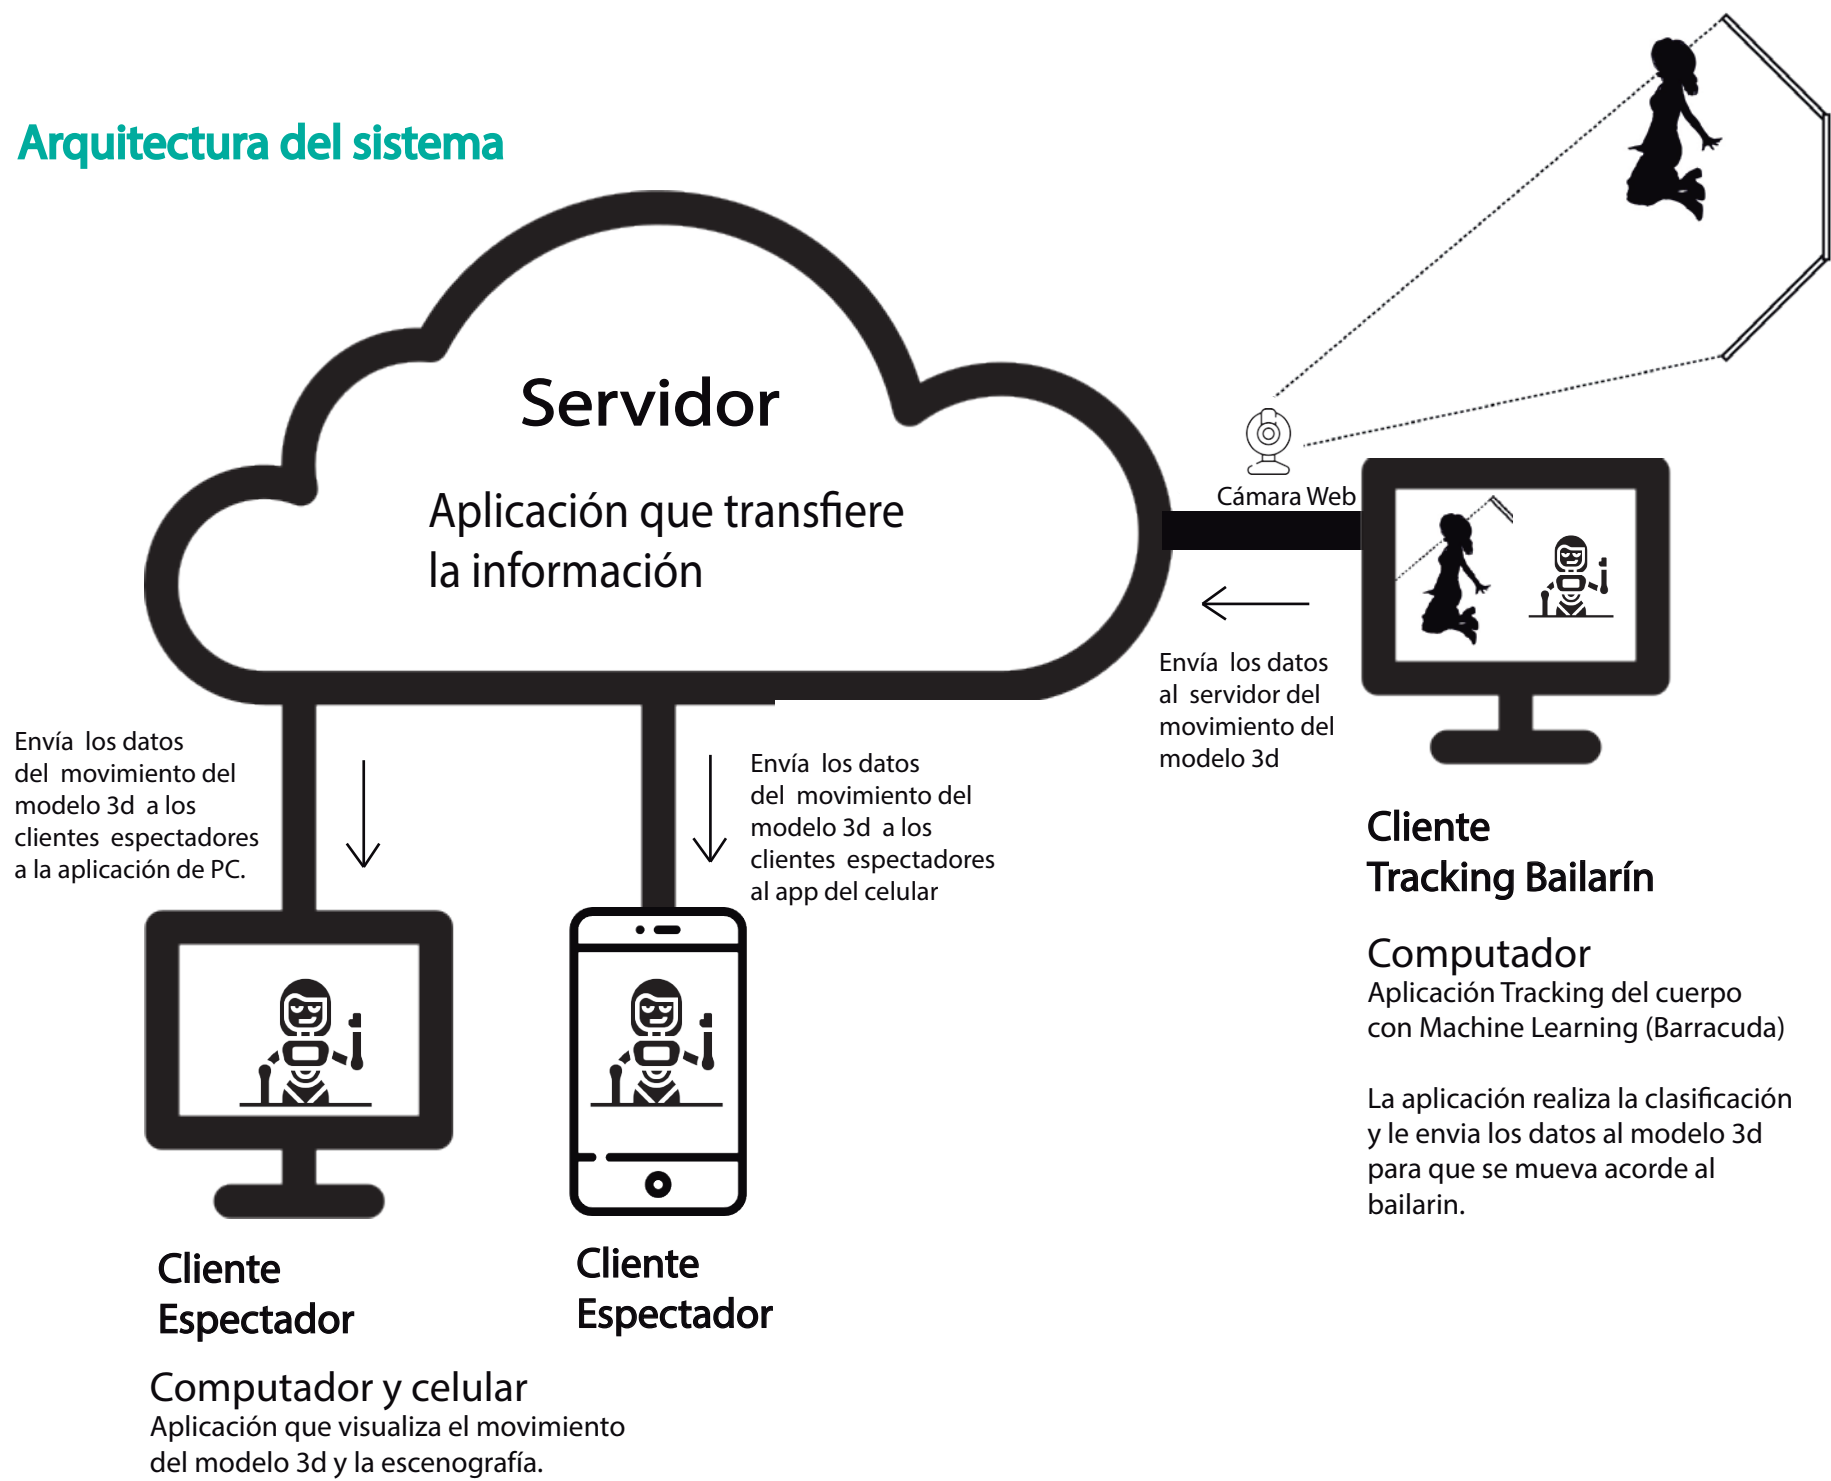 Arquitectura del sistema
Servidor
Aplicación que transfiere
la información
Cámara Web
Envía los datos
al servidor del
movimiento del
modelo 3d
Envía los datos
del movimiento del
modelo 3d a los
clientes espectadores
a la aplicación de PC.
Envía los datos
del movimiento del
modelo 3d a los
clientes espectadores
al app del celular
Cliente
Tracking Bailarín
Computador
Aplicación Tracking del cuerpo
con Machine Learning (Barracuda)
La aplicación realiza la clasificación
y le envia los datos al modelo 3d
para que se mueva acorde al
bailarin.
Cliente
Espectador
Cliente
Espectador
Computador y celular
Aplicación que visualiza el movimiento
del modelo 3d y la escenografía.